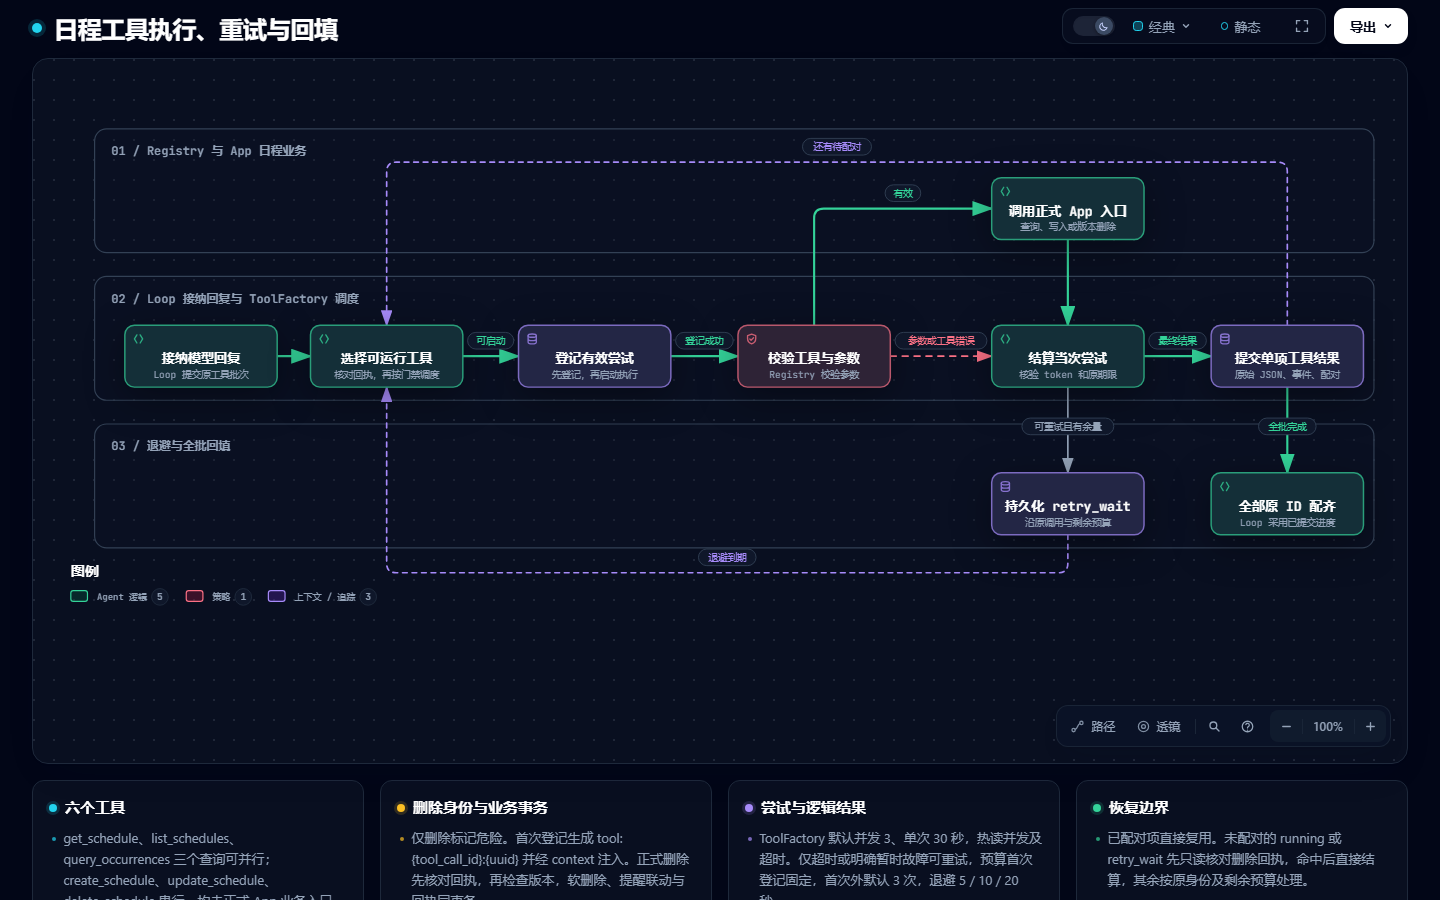 日程工具执行、重试与回填
经典
静态
导出
01 / Registry 与 App 日程业务
还有待配对
有效
调用正式 App 入口
查询、写入或版本删除
02 / Loop 接纳回复与 ToolFactory 调度
接纳模型回复
Loop 提交原工具批次
选择可运行工具
核对回执，再按门禁调度
可启动
登记有效尝试
先登记，再启动执行
登记成功
校验工具与参数
Registry 校验参数
参数或工具错误
结算当次尝试
核验 token 和原期限
最终结果
提交单项工具结果
原始 JSON、事件、配对
03 / 退避与全批回填
可重试且有余量
全批完成
持久化 retry_wait
沿原调用与剩余预算
全部原 ID 配齐
Loop 采用已提交进度
退避到期
图例
Agent 逻辑 5
策略 1
上下文 / 追踪 3
路径
透镜
100%
六个工具
get_schedule、list_schedules、
query_occurrences 三个查询可并行；
create_schedule、update_schedule、
删除身份与业务事务
仅删除标记危险。首次登记生成 tool:
{tool_call_id}:{uuid} 并经 context 注入。正式删除
先核对回执，再检查版本，软删除、提醒联动与
尝试与逻辑结果
ToolFactory 默认并发 3、单次 30 秒，热读并发及
超时。仅超时或明确暂时故障可重试，预算首次
登记固定，首次外默认 3 次，退避 5 / 10 / 20
恢复边界
已配对项直接复用。未配对的 running 或
retry_wait 先只读核对删除回执，命中后直接结
算，其余按原身份及剩余预算处理。